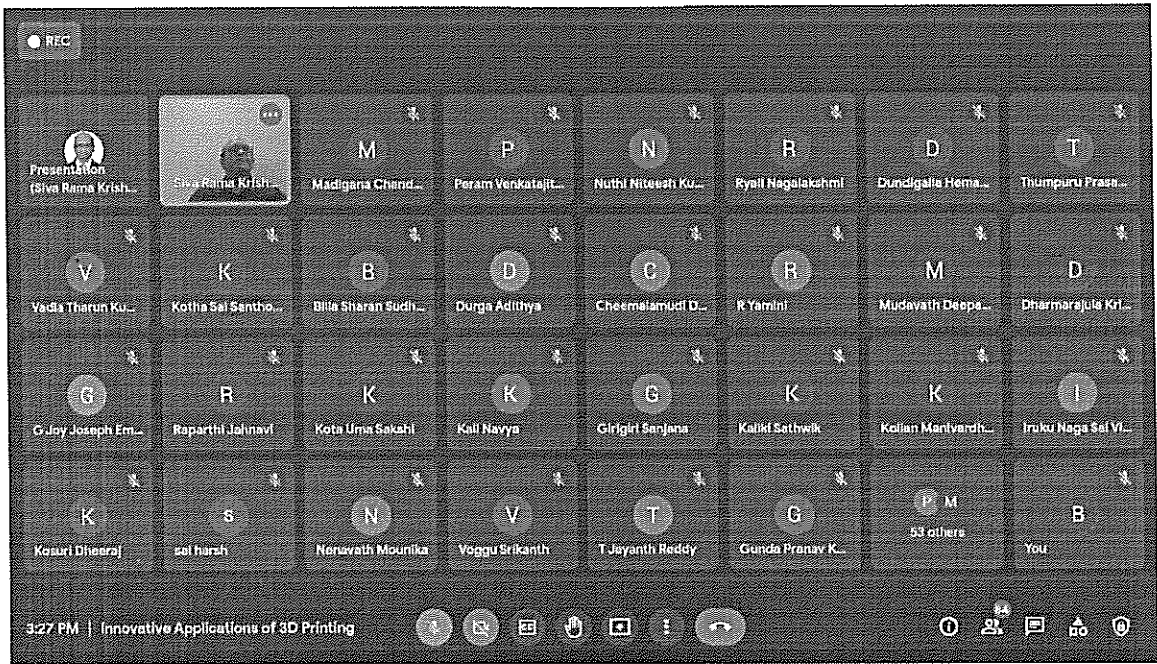 REC
Presentation
(Siva Rama Krish...
Siva Rama Krish...
M
Madigana Chand...
P
Peram Venkatajit...
N
Nuthi Niteesh Ku...
R
Ryali Nagalakshmi
D
Dundigalla Hema...
T
Thumpuru Prasa...
V
Vadla Tharun Ku...
K
Kotha Sai Santho...
B
Billa Sharan Sudh...
D
Durga Adithya
C
Cheemalamudi D...
R
R Yamini
M
Mudavath Deepa...
D
Dharmarajula Kri...
G
G Joy Joseph Em...
R
Raparthi Jahnavi
K
Kota Uma Sakshi
K
Kali Navya
G
Girigiri Sanjana
K
Kaliki Sathwik
K
Kollan Manivardh...
I
Iruku Naga Sai Vi...
K
Kosuri Dheeraj
s
sai harsh
N
Nenavath Mounika
V
Voggu Srikanth
T
T Jayanth Reddy
G
Gunda Pranav K...
P M
53 others
B
You
3:27 PM | Innovative Applications of 3D Printing
CC
84